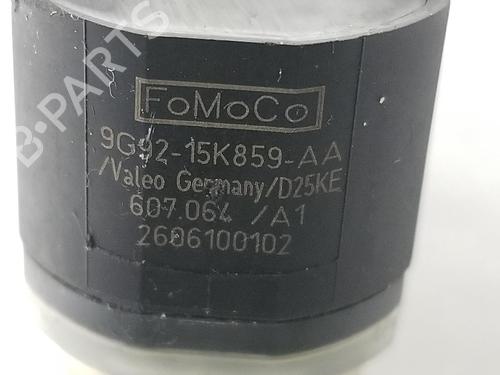 B-PARTS
FoMoCo
9G92-15K859-AA
/Valeo Germany/D25KE
607.064 /A1
2606100102